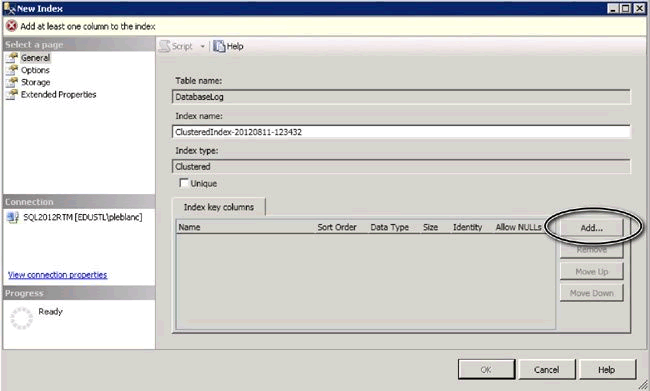 New Index
Add at least one column to the index
Select a page
General
Options
Storage
Extended Properties
Script
Help
Table name:
DatabaseLog
Index name:
ClusteredIndex-20120811-123432
Index type:
Clustered
Unique
Index key columns
Name Sort Order Data Type Size Identity Allow NULLs
Add...
Remove
Move Up
Move Down
Connection
SQL2012RTM [EDUSTL\pleblanc]
View connection properties
Progress
Ready
OK Cancel Help